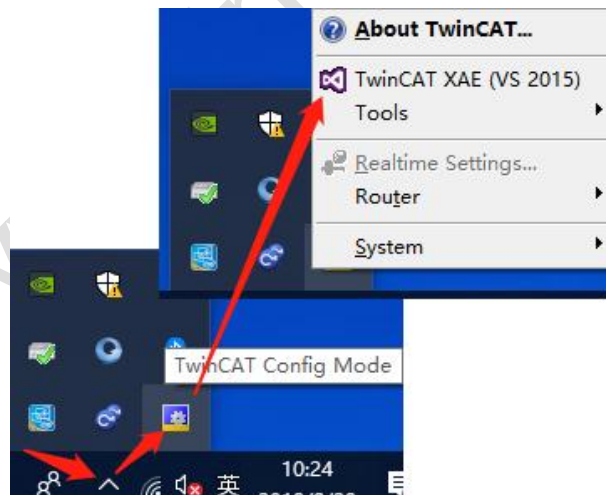 About TwinCAT...
TwinCAT XAE (VS 2015)
Tools
Realtime Settings...
Router
System
TwinCAT Config Mode
英
10:24